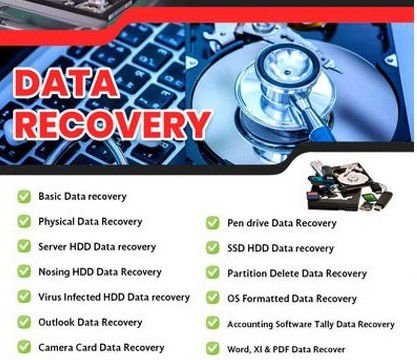 DATA
RECOVERY
Basic Data recovery
Physical Data Recovery
Server HDD Data recovery
Nosing HDD Data Recovery
Virus Infected HDD Data recovery
Outlook Data Recovery
Camera Card Data Recovery
Pen drive Data Recovery
SSD HDD Data recovery
Partition Delete Data Recovery
OS Formatted Data Recovery
Accounting Software Tally Data Recovery
Word, Xl & PDF Data Recover